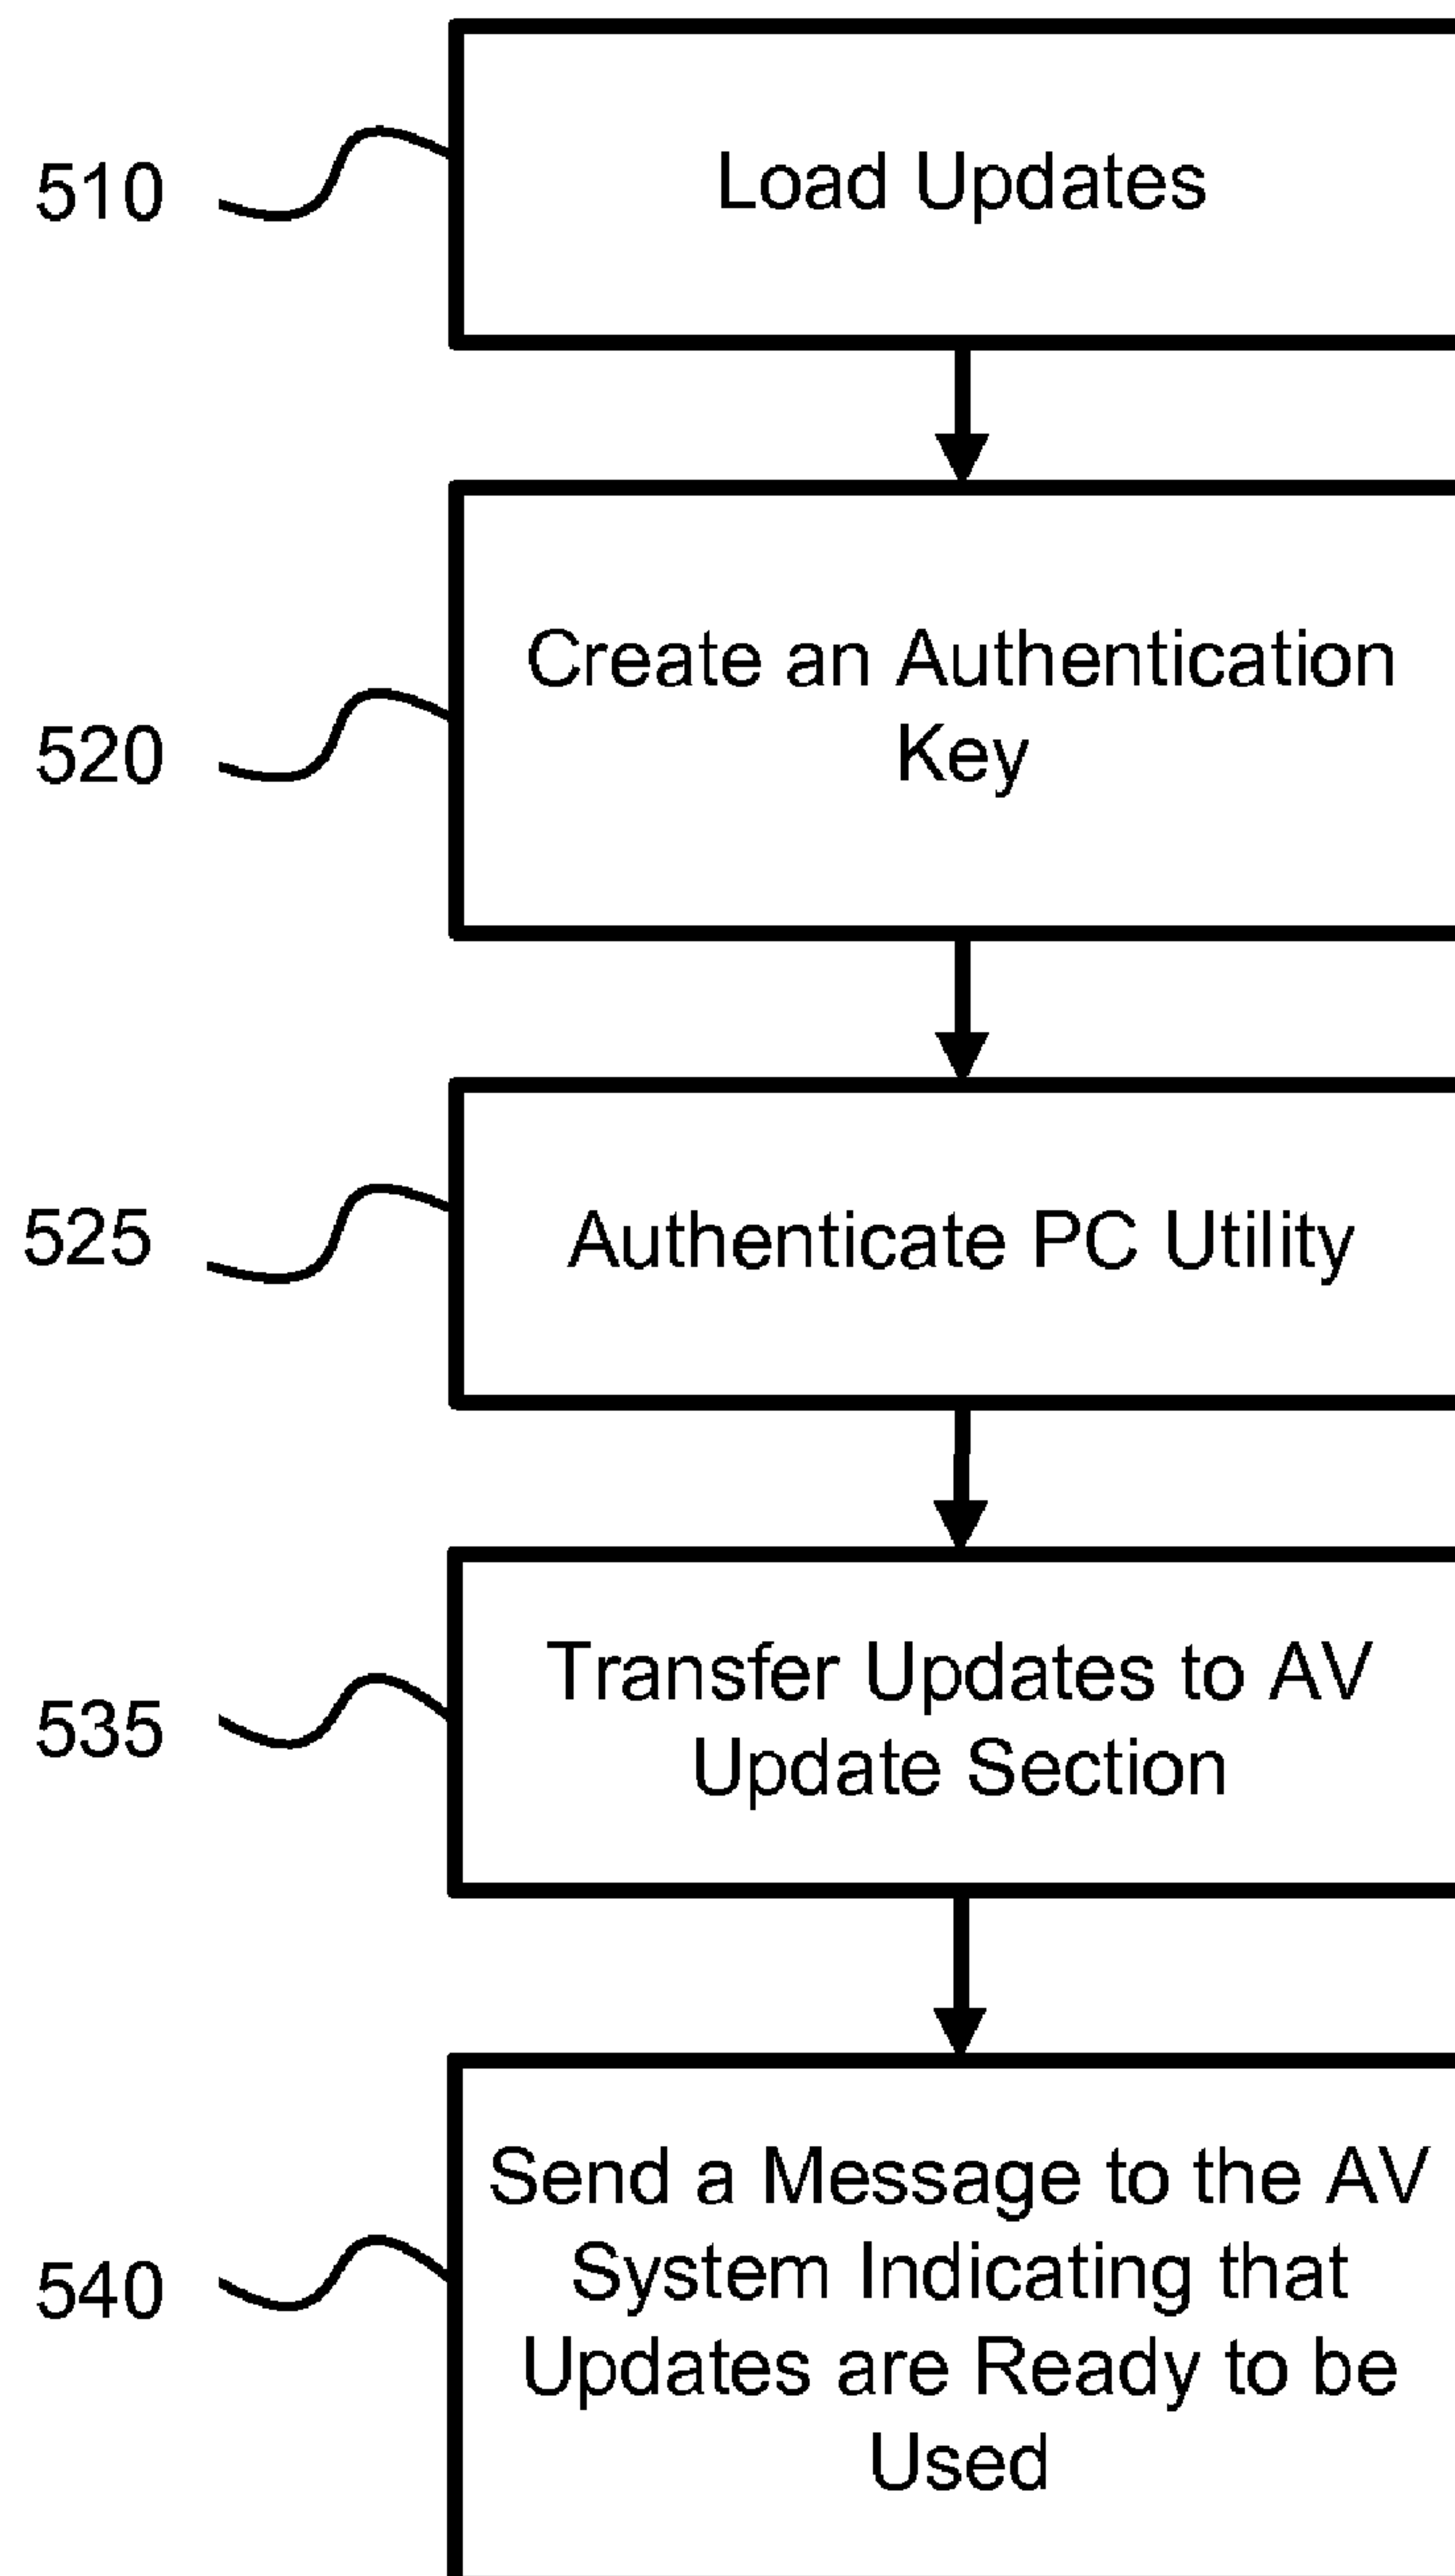 510
Load Updates
520
Create an Authentication
Key
525
Authenticate PC Utility
535
Transfer Updates to AV
Update Section
540
Send a Message to the AV
System Indicating that
Updates are Ready to be
Used